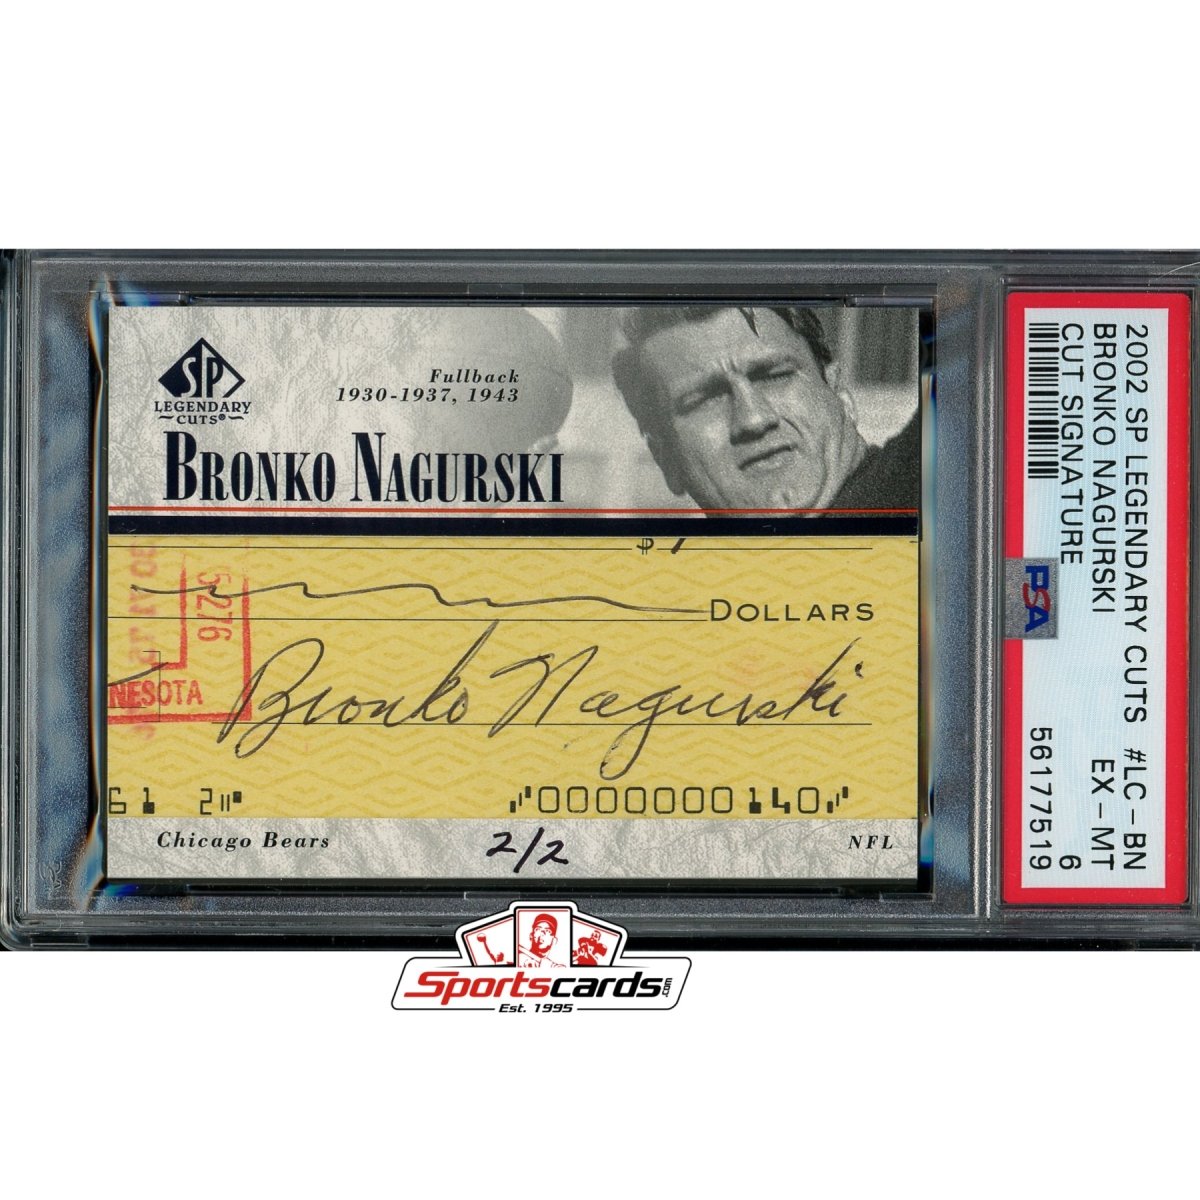 SP
LEGENDARY
CUTS®
Fullback
1930-1937, 1943
BRONKO NAGURSKI
$ 1
DOLLARS
5276
NESOTA
Bronko Nagurski
61 2⑈ ⑈0000000140⑈
Chicago Bears
2/2
NFL
2002 SP LEGENDARY CUTS #LC-BN
BRONKO NAGURSKI EX-MT
CUT SIGNATURE 6
56177519
PSA
Sportscards.com
Est. 1995